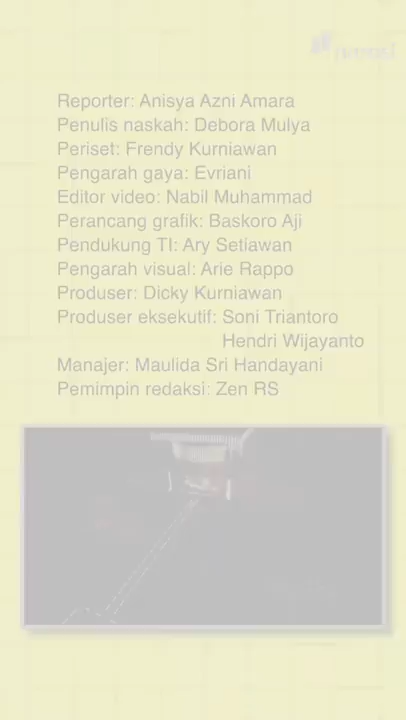 Reporter: Anisya Azni Amara
Penulis naskah: Debora Mulya
Periset: Frendy Kurniawan
Pengarah gaya: Evriani
Editor video: Nabil Muhammad
Perancang grafik: Baskoro Aji
Pendukung TI: Ary Setiawan
Pengarah visual: Arie Rappo
Produser: Dicky Kurniawan
Produser eksekutif: Soni Triantoro
Hendri Wijayanto
Manajer: Maulida Sri Handayani
Pemimpin redaksi: Zen RS